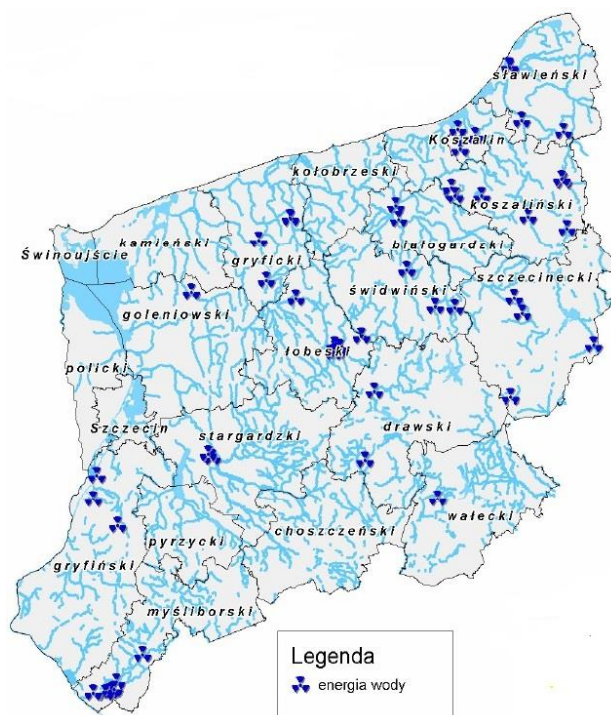 sławieński
Koszalin
kołobrzeski
koszaliński
kamieński
białogardzki
Świnoujście
gryficki
szczecinecki
świdwiński
goleniowski
łobeski
policki
Szczecin
drawski
stargardzki
wałecki
choszczeński
pyrzycki
gryfiński
myśliborski
Legenda
energia wody